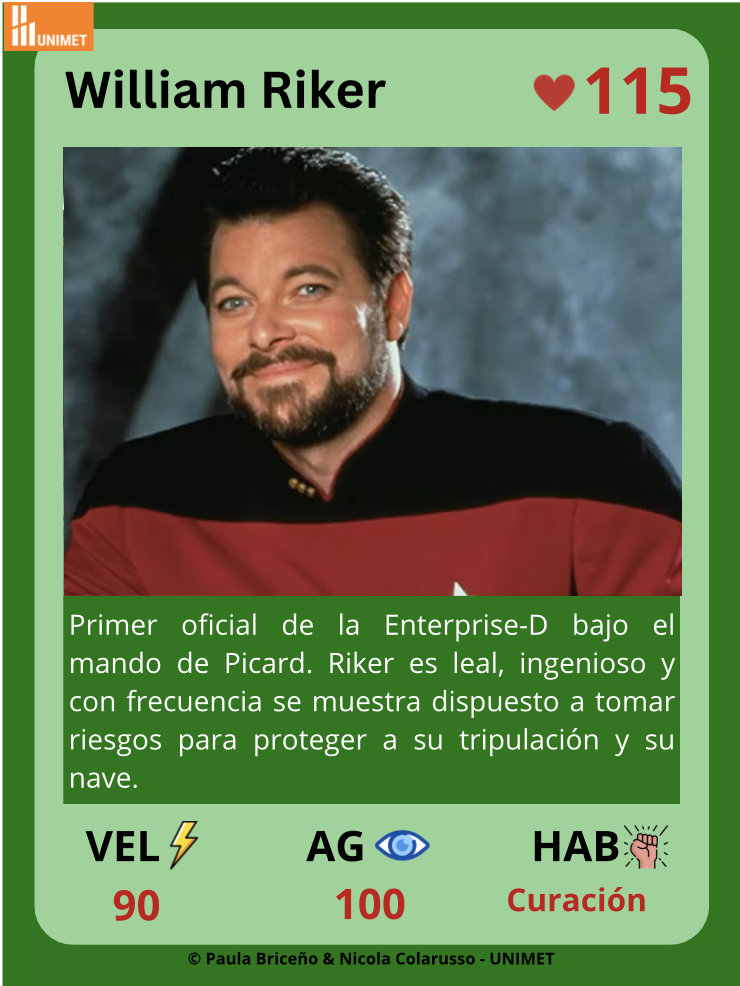 UNIMET
William Riker
115
Primer oficial de la Enterprise-D bajo el
mando de Picard. Riker es leal, ingenioso y
con frecuencia se muestra dispuesto a tomar
riesgos para proteger a su tripulación y su
nave.
VEL AG HAB
90 100 Curación
© Paula Briceño & Nicola Colarusso - UNIMET